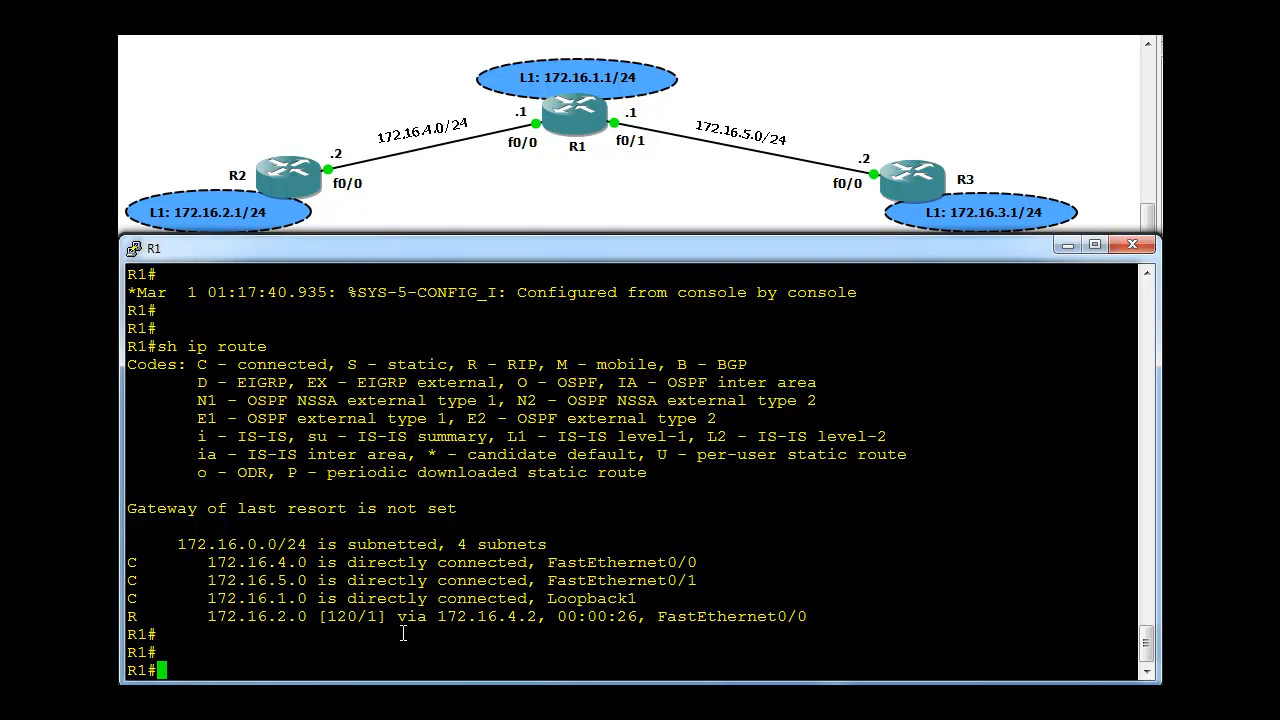 L1: 172.16.1.1/24
.1
.1
172.16.4.0/24
172.16.5.0/24
f0/0
R1
f0/1
.2
.2
R2
f0/0
f0/0
R3
L1: 172.16.2.1/24
L1: 172.16.3.1/24
R1
R1#
*Mar  1 01:17:40.935: %SYS-5-CONFIG_I: Configured from console by console
R1#
R1#
R1#sh ip route
Codes: C - connected, S - static, R - RIP, M - mobile, B - BGP
       D - EIGRP, EX - EIGRP external, O - OSPF, IA - OSPF inter area
       N1 - OSPF NSSA external type 1, N2 - OSPF NSSA external type 2
       E1 - OSPF external type 1, E2 - OSPF external type 2
       i - IS-IS, su - IS-IS summary, L1 - IS-IS level-1, L2 - IS-IS level-2
       ia - IS-IS inter area, * - candidate default, U - per-user static route
       o - ODR, P - periodic downloaded static route
Gateway of last resort is not set
     172.16.0.0/24 is subnetted, 4 subnets
C       172.16.4.0 is directly connected, FastEthernet0/0
C       172.16.5.0 is directly connected, FastEthernet0/1
C       172.16.1.0 is directly connected, Loopback1
R       172.16.2.0 [120/1] via 172.16.4.2, 00:00:26, FastEthernet0/0
R1#
R1#
R1#